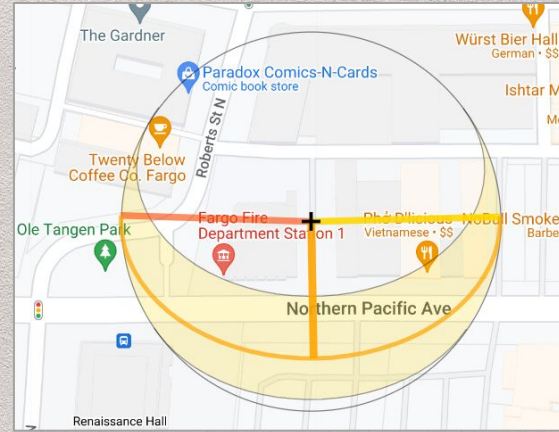 The Gardner
Würst Bier Hall
German • $$
Paradox Comics-N-Cards
Comic book store
Ishtar M
Roberts St N
Twenty Below
Coffee Co. Fargo
Fargo Fire
Department Station 1
Phở D'licious
Vietnamese • $$
NoBull Smoke
Barbe
Ole Tangen Park
Northern Pacific Ave
Renaissance Hall
N